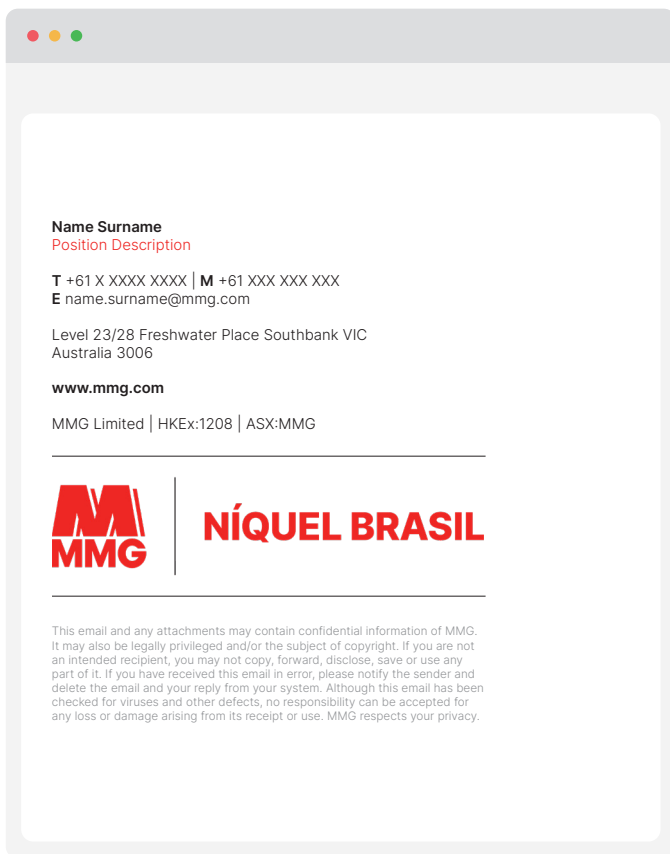 Name Surname
Position Description
T +61 X XXXX XXXX | M +61 XXX XXX XXX
E name.surname@mmg.com
Level 23/28 Freshwater Place Southbank VIC
Australia 3006
www.mmg.com
MMG Limited | HKEx:1208 | ASX:MMG
MMG
NÍQUEL BRASIL
This email and any attachments may contain confidential information of MMG.
It may also be legally privileged and/or the subject of copyright. If you are not
an intended recipient, you may not copy, forward, disclose, save or use any
part of it. If you have received this email in error, please notify the sender and
delete the email and your reply from your system. Although this email has been
checked for viruses and other defects, no responsibility can be accepted for
any loss or damage arising from its receipt or use. MMG respects your privacy.